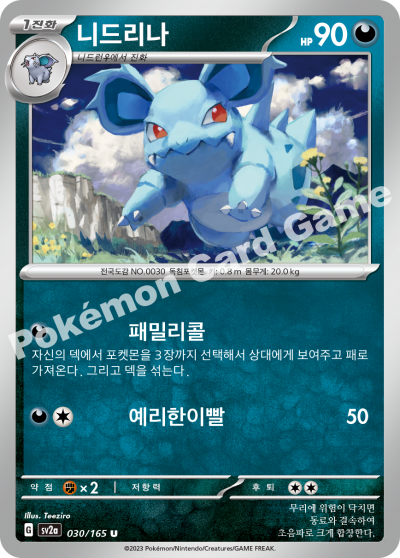 1진화
니드리나
HP 90
니드런♀에서 진화
전국도감 NO.0030 독침포켓몬 키: 0.8 m 몸무게: 20.0 kg
Pokémon Card Game
패밀리콜
자신의 덱에서 포켓몬을 3장까지 선택해서 상대에게 보여주고 패로
가져온다. 그리고 덱을 섞는다.
예리한이빨 50
약점 ×2 저항력 후퇴
Illus. Teeziro
G sv2a 030/165 U
무리에 위험이 닥치면
동료와 결속하여
초음파로 크게 합창한다.
©2023 Pokémon/Nintendo/Creatures/GAME FREAK.